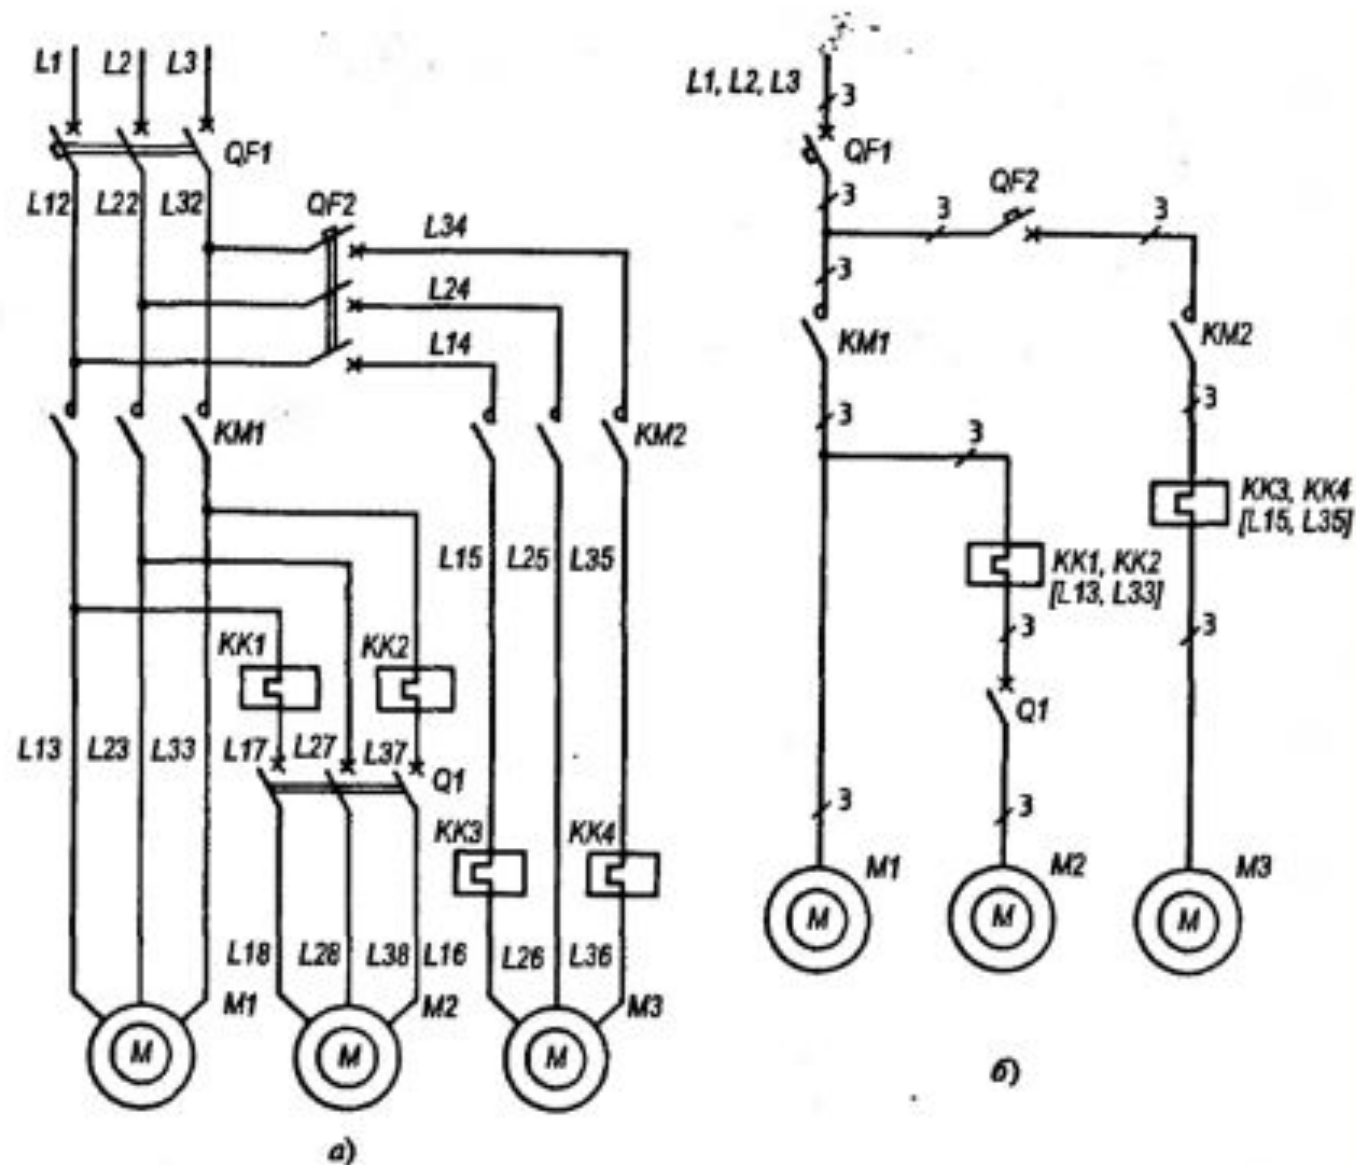 L1 L2 L3
QF1
L12 L22 L32
QF2
L34
L24
L14
KM1
KM2
L15 L25 L35
KK1 KK2
L13 L23 L33
L17 L27 L37
Q1
KK3 KK4
L18 L28 L38 L16 L26 L36
M1 M2 M3
M M M
а)
L1, L2, L3
3
QF1
3
QF2
3 3
3
KM1
KM2
3
3
3
KK3, KK4
[L15, L35]
KK1, KK2
[L13, L33]
3
3
Q1
3
3
M1 M2 M3
M M M
б)